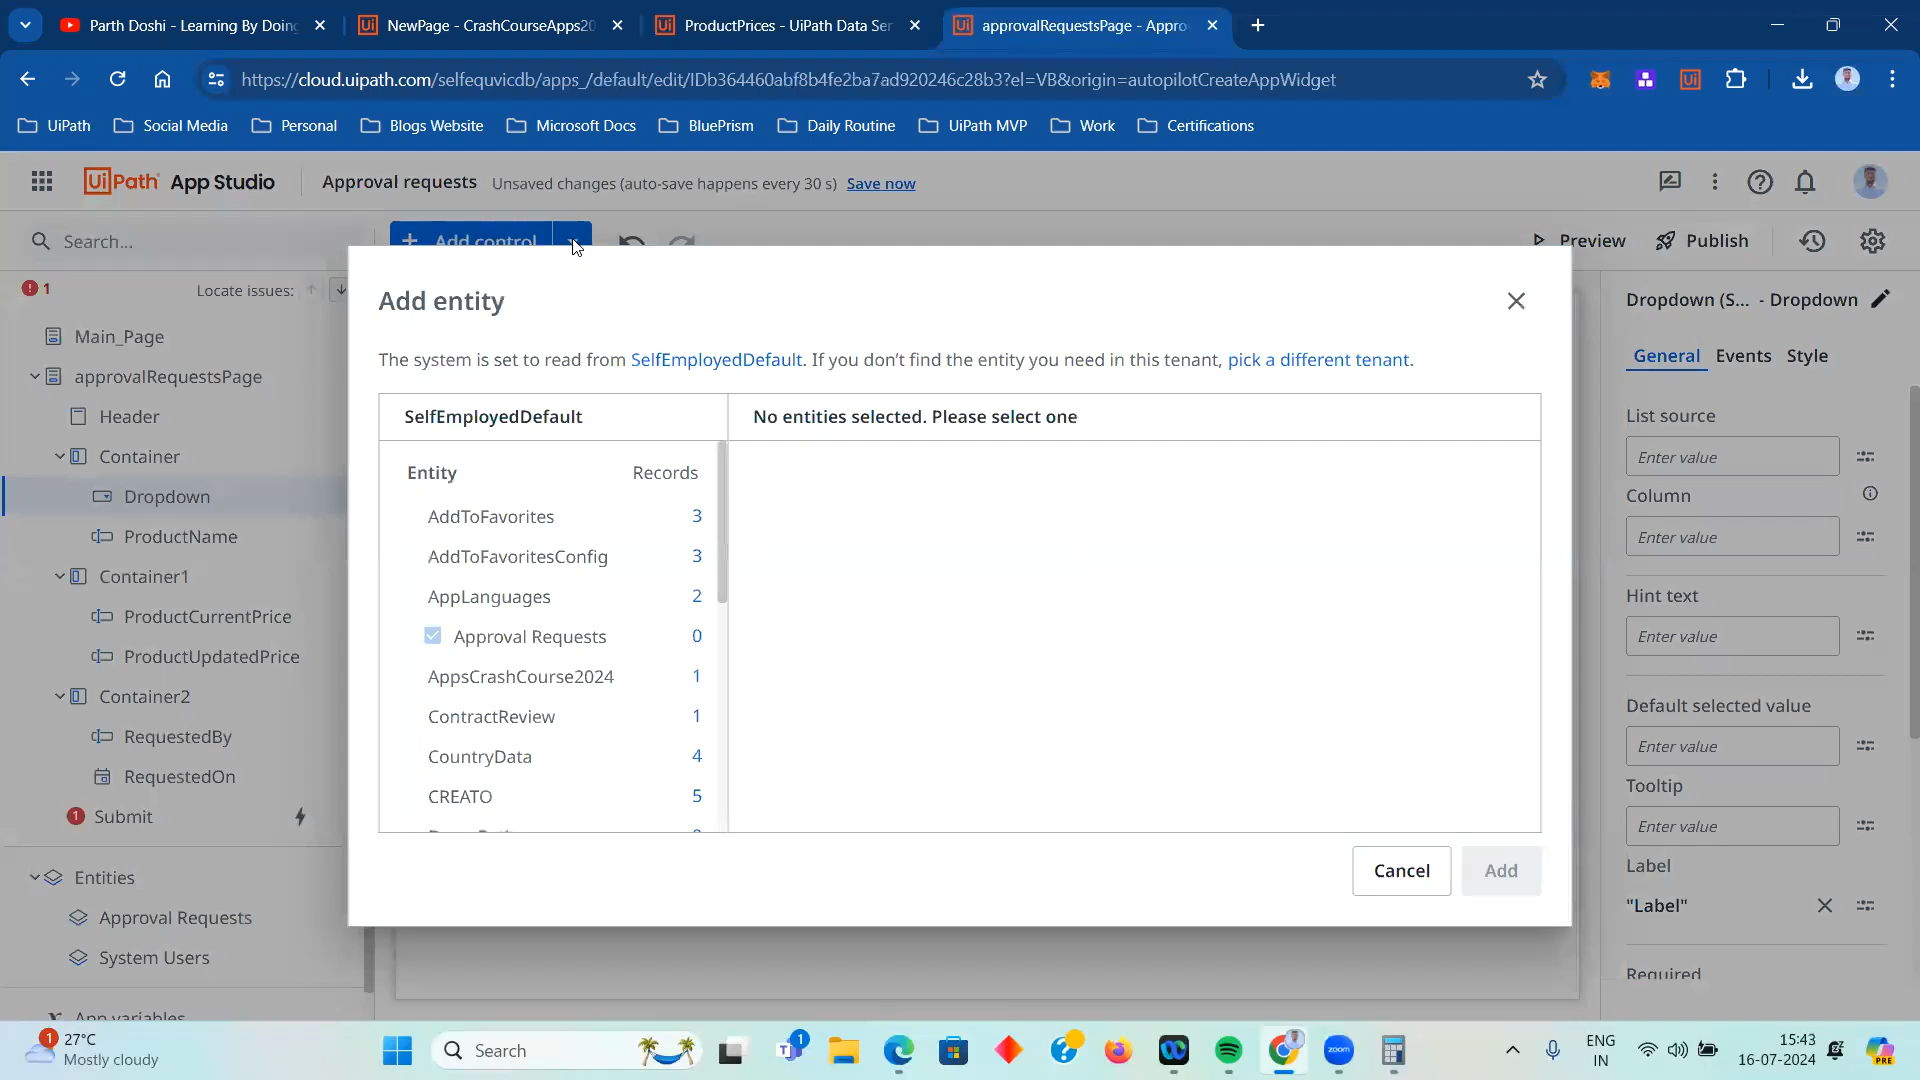 Parth Doshi - Learning By Doing
NewPage - CrashCourseApps20
ProductPrices - UiPath Data Ser
approvalRequestsPage - Appro
https://cloud.uipath.com/selfequvicdb/apps_/default/edit/IDb364460abf8b4fe2ba7ad920246c28b3?el=VB&origin=autopilotCreateAppWidget
UiPath
Social Media
Personal
Blogs Website
Microsoft Docs
BluePrism
Daily Routine
UiPath MVP
Work
Certifications
UiPath App Studio
Approval requests
Unsaved changes (auto-save happens every 30 s) Save now
Search...
Add control
Preview
Publish
1
Locate issues:
Main_Page
approvalRequestsPage
Header
Container
Dropdown
ProductName
Container1
ProductCurrentPrice
ProductUpdatedPrice
Container2
RequestedBy
RequestedOn
1 Submit
Entities
Approval Requests
System Users
App variables
Add entity
The system is set to read from SelfEmployedDefault. If you don't find the entity you need in this tenant, pick a different tenant.
SelfEmployedDefault
No entities selected. Please select one
Entity Records
AddToFavorites 3
AddToFavoritesConfig 3
AppLanguages 2
Approval Requests 0
AppsCrashCourse2024 1
ContractReview 1
CountryData 4
CREATO 5
Cancel
Add
Dropdown (S... - Dropdown
General Events Style
List source
Enter value
Column
Enter value
Hint text
Enter value
Default selected value
Enter value
Tooltip
Enter value
Label
"Label"
Required
1
27°C
Mostly cloudy
Search
1
zoom
ENG
IN
15:43
16-07-2024
PRE